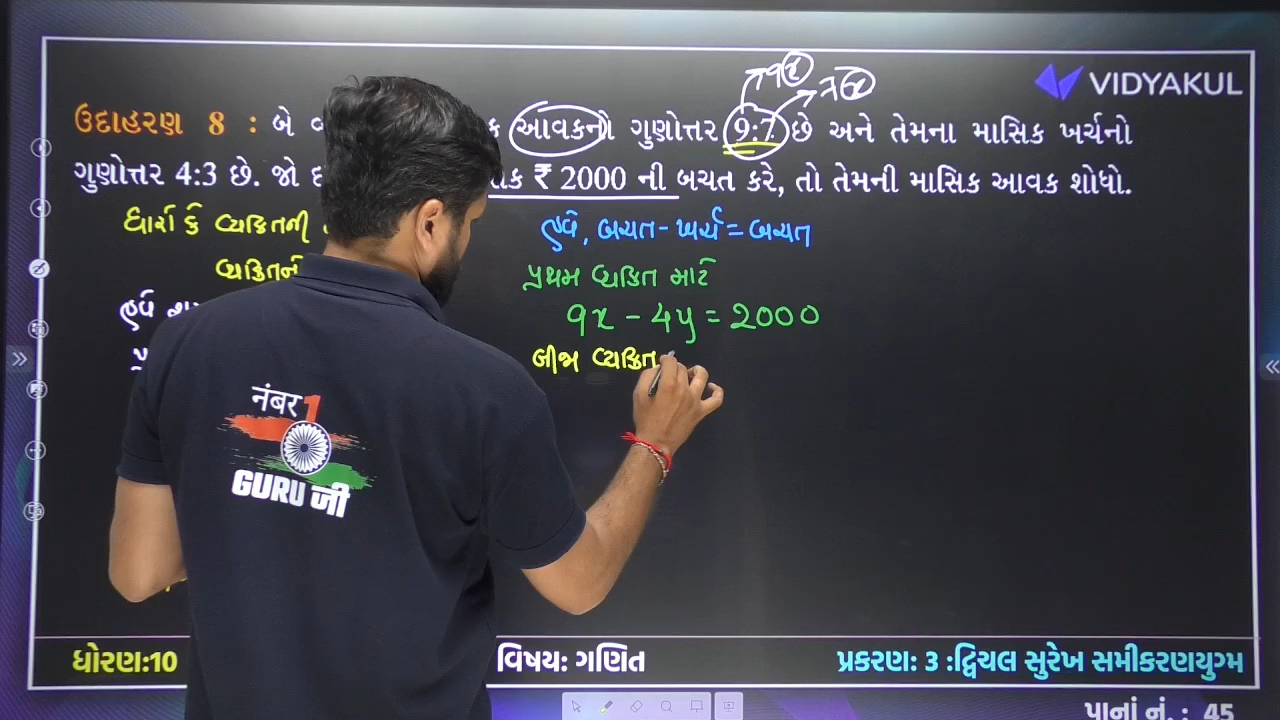 VIDYAKUL
9x
7x
ઉદાહરણ 8 : બે આવકનો ગુણોત્તર 9:7 છે અને તેમના માસિક ખર્ચનો
ગુણોત્તર 4:3 છે. જો ₹ 2000 ની બચત કરે, તો તેમની માસિક આવક શોધો.
ધારો કે વ્યક્તિની
વ્યક્તિની
હવે, બચત - ખર્ચ = બચત
પ્રથમ વ્યકિત માટે
9x - 4y = 2000
બીજા વ્યકિત
नंबर 1
GURU जी
ધોરણ:10
વિષય: ગણિત
પ્રકરણ: 3 :દ્વિચલ સુરેખ સમીકરણયુગ્મ
પાનાં નં. : 45